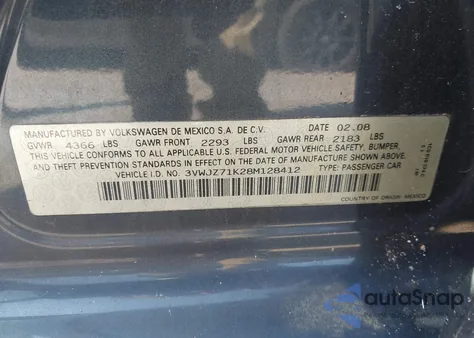 MANUFACTURED BY VOLKSWAGEN DE MEXICO S.A. DE C.V. DATE 02.08
GVWR 4366 LBS GAWR FRONT 2293 LBS GAWR REAR 2183 LBS
THIS VEHICLE CONFORMS TO ALL APPLICABLE U.S. FEDERAL MOTOR VEHICLE SAFETY, BUMPER,
AND THEFT PREVENTION STANDARDS IN EFFECT ON THE DATE OF MANUFACTURE SHOWN ABOVE.
VEHICLE I.D. NO. 3VWJZ71K28M128412 TYPE: PASSENGER CAR
COUNTRY OF ORIGIN: MEXICO
autoSnap